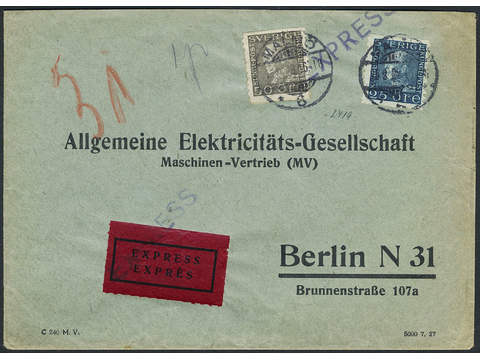 EXPRESS
SVERIGE
SVERIGE
25 ÖRE
31
Allgemeine Elektricitäts-Gesellschaft
Maschinen-Vertrieb (MV)
EXPRESS
EXPRÈS
Berlin N 31
Brunnenstraße 107a
C 240 M. V.
5000 7, 27